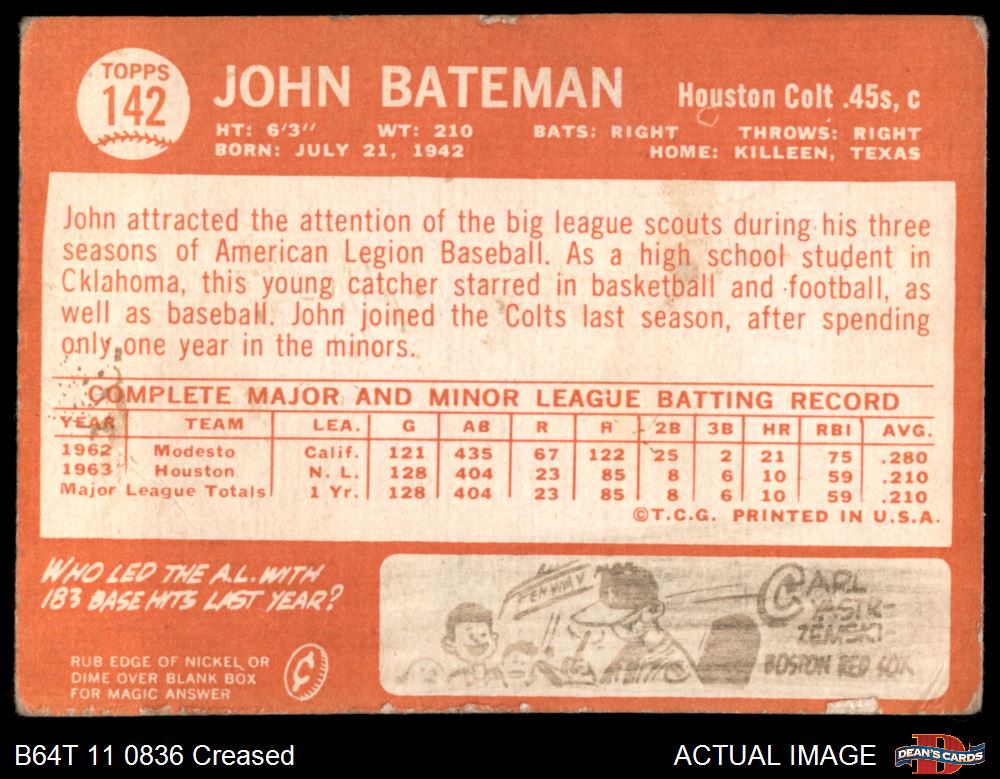 TOPPS
142
JOHN BATEMAN
Houston Colt .45s, c
HT: 6'3" WT: 210 BATS: RIGHT THROWS: RIGHT
BORN: JULY 21, 1942 HOME: KILLEEN, TEXAS
John attracted the attention of the big league scouts during his three
seasons of American Legion Baseball. As a high school student in
Cklahoma, this young catcher starred in basketball and football, as
well as baseball. John joined the Colts last season, after spending
only one year in the minors.
COMPLETE MAJOR AND MINOR LEAGUE BATTING RECORD
YEAR TEAM LEA. G AB R H 2B 3B HR RBI AVG.
1962 Modesto Calif. 121 435 67 122 25 2 21 75 .280
1963 Houston N. L. 128 404 23 85 8 6 10 59 .210
Major League Totals 1 Yr. 128 404 23 85 8 6 10 59 .210
©T.C.G. PRINTED IN U.S.A.
WHO LED THE A.L. WITH
183 BASE HITS LAST YEAR?
RUB EDGE OF NICKEL OR
DIME OVER BLANK BOX
FOR MAGIC ANSWER
FENWAY
CARL
YASTR-
ZEMSKI-
BOSTON RED SOX
B64T 11 0836 Creased
ACTUAL IMAGE
DEAN'S CARDS